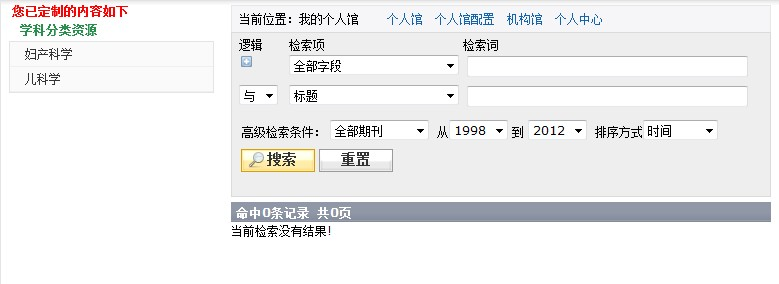 您已定制的内容如下
学科分类资源
妇产科学
儿科学
当前位置：我的个人馆 个人馆 个人馆配置 机构馆 个人中心
逻辑 检索项 检索词
全部字段
与 标题
高级检索条件： 全部期刊 从 1998 到 2012 排序方式 时间
搜索 重置
命中0条记录 共0页
当前检索没有结果!